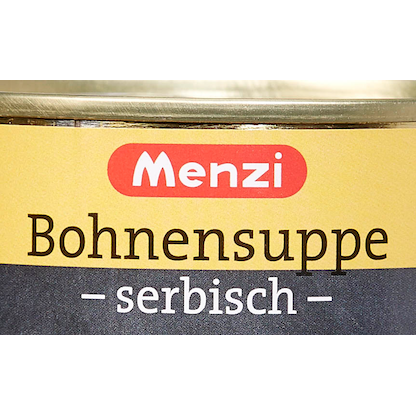 Menzi
Bohnensuppe
– serbisch –